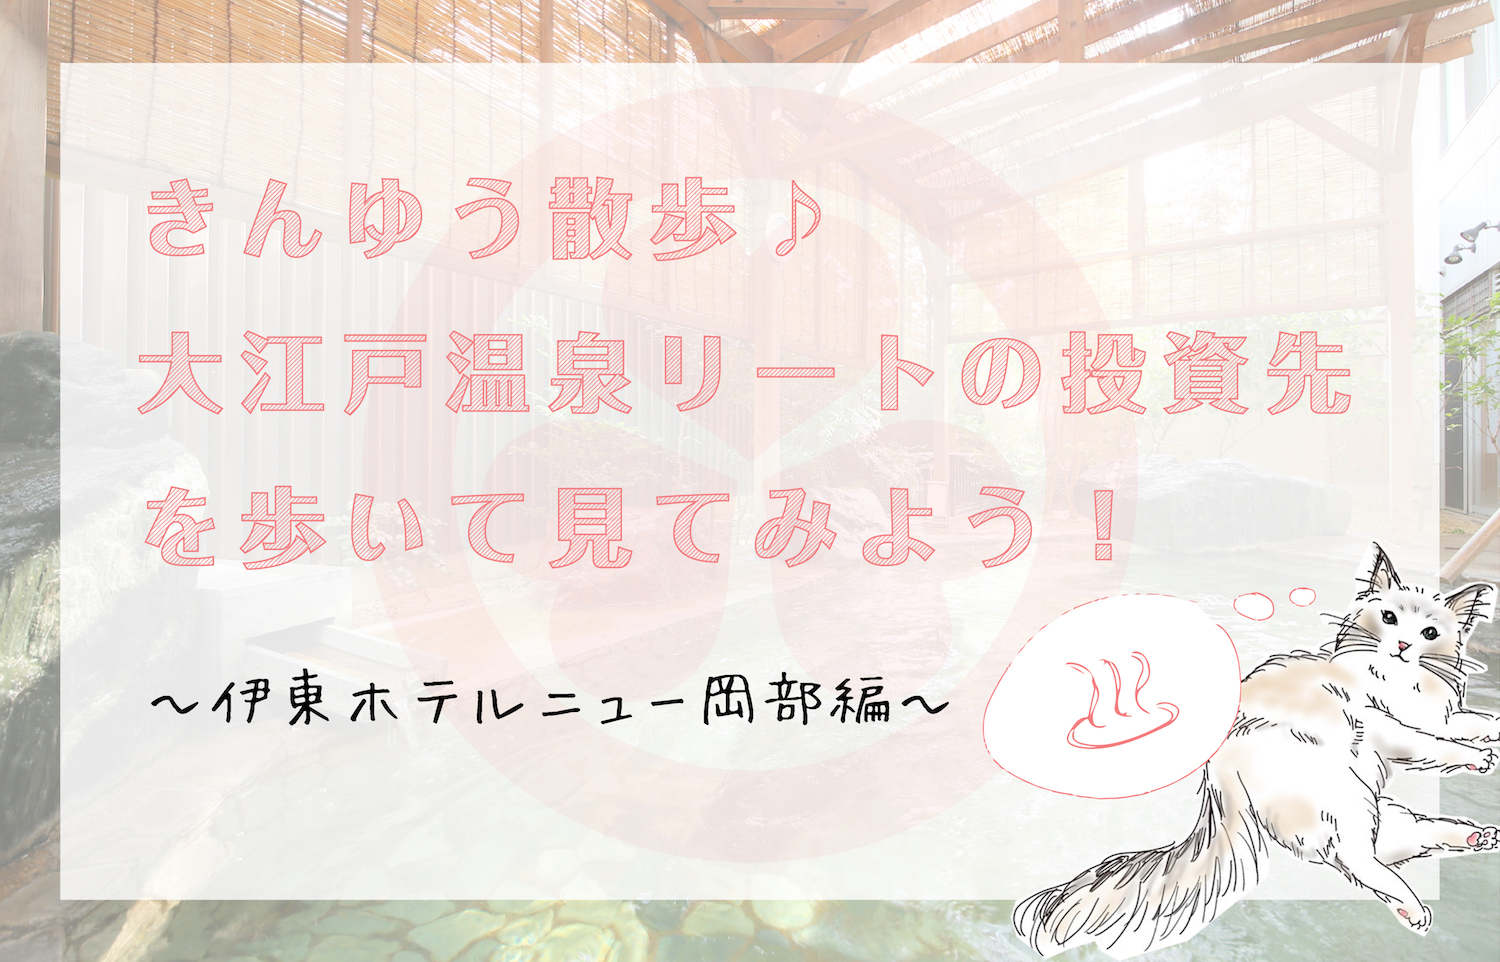 きんゆう散歩♪
大江戸温泉リートの投資先
を歩いて見てみよう！
～伊東ホテルニュー岡部編～